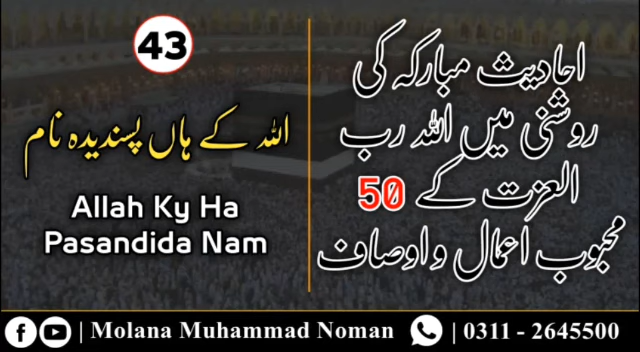 43
اللہ کے ہاں پسندیدہ نام
Allah Ky Ha
Pasandida Nam
احادیث مبارکہ کی
روشنی میں اللہ رب
العزت کے 50
محبوب اعمال و اوصاف
| Molana Muhammad Noman | 0311 - 2645500